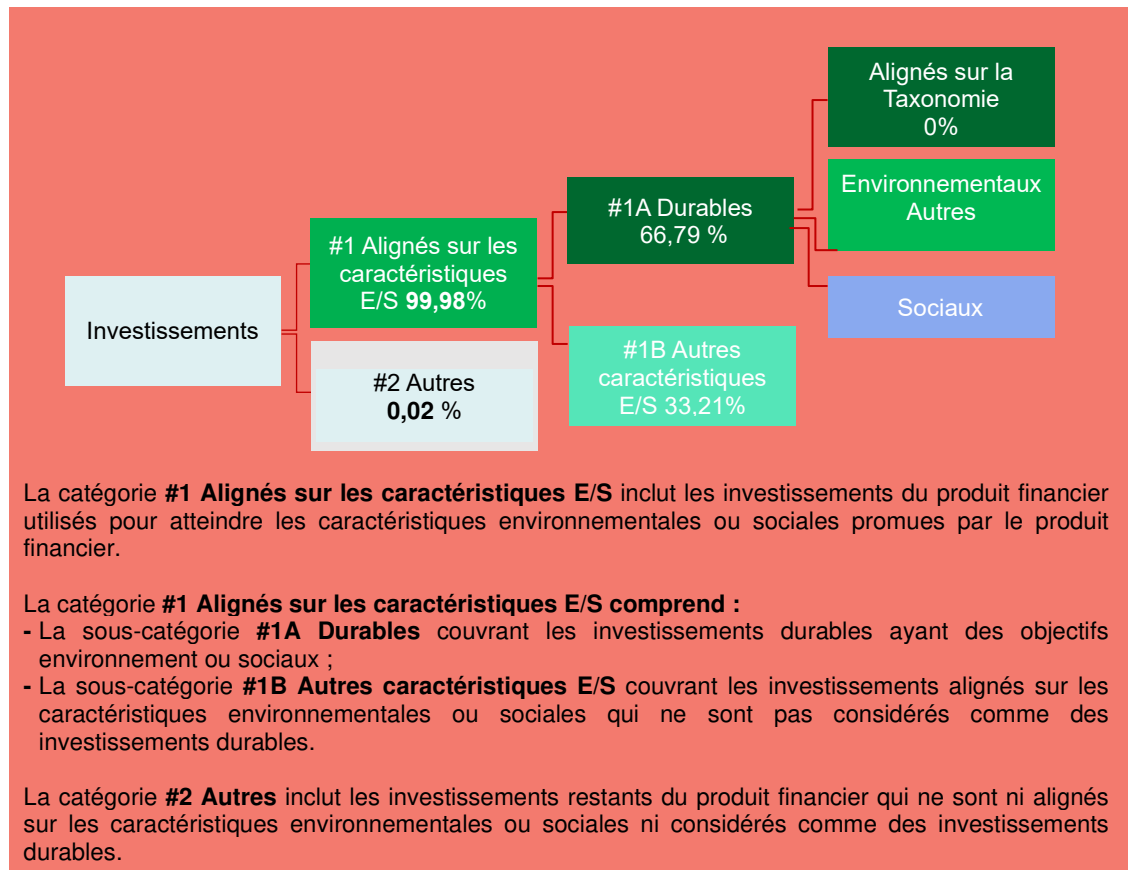 Alignés sur la
Taxonomie
0%
Environnementaux
Autres
#1A Durables
66,79 %
#1 Alignés sur les
caractéristiques
E/S 99,98%
Sociaux
Investissements
#1B Autres
caractéristiques
E/S 33,21%
#2 Autres
0,02 %
La catégorie #1 Alignés sur les caractéristiques E/S inclut les investissements du produit financier
utilisés pour atteindre les caractéristiques environnementales ou sociales promues par le produit
financier.
La catégorie #1 Alignés sur les caractéristiques E/S comprend :
- La sous-catégorie #1A Durables couvrant les investissements durables ayant des objectifs
environnement ou sociaux ;
- La sous-catégorie #1B Autres caractéristiques E/S couvrant les investissements alignés sur les
caractéristiques environnementales ou sociales qui ne sont pas considérés comme des
investissements durables.
La catégorie #2 Autres inclut les investissements restants du produit financier qui ne sont ni alignés
sur les caractéristiques environnementales ou sociales ni considérés comme des investissements
durables.